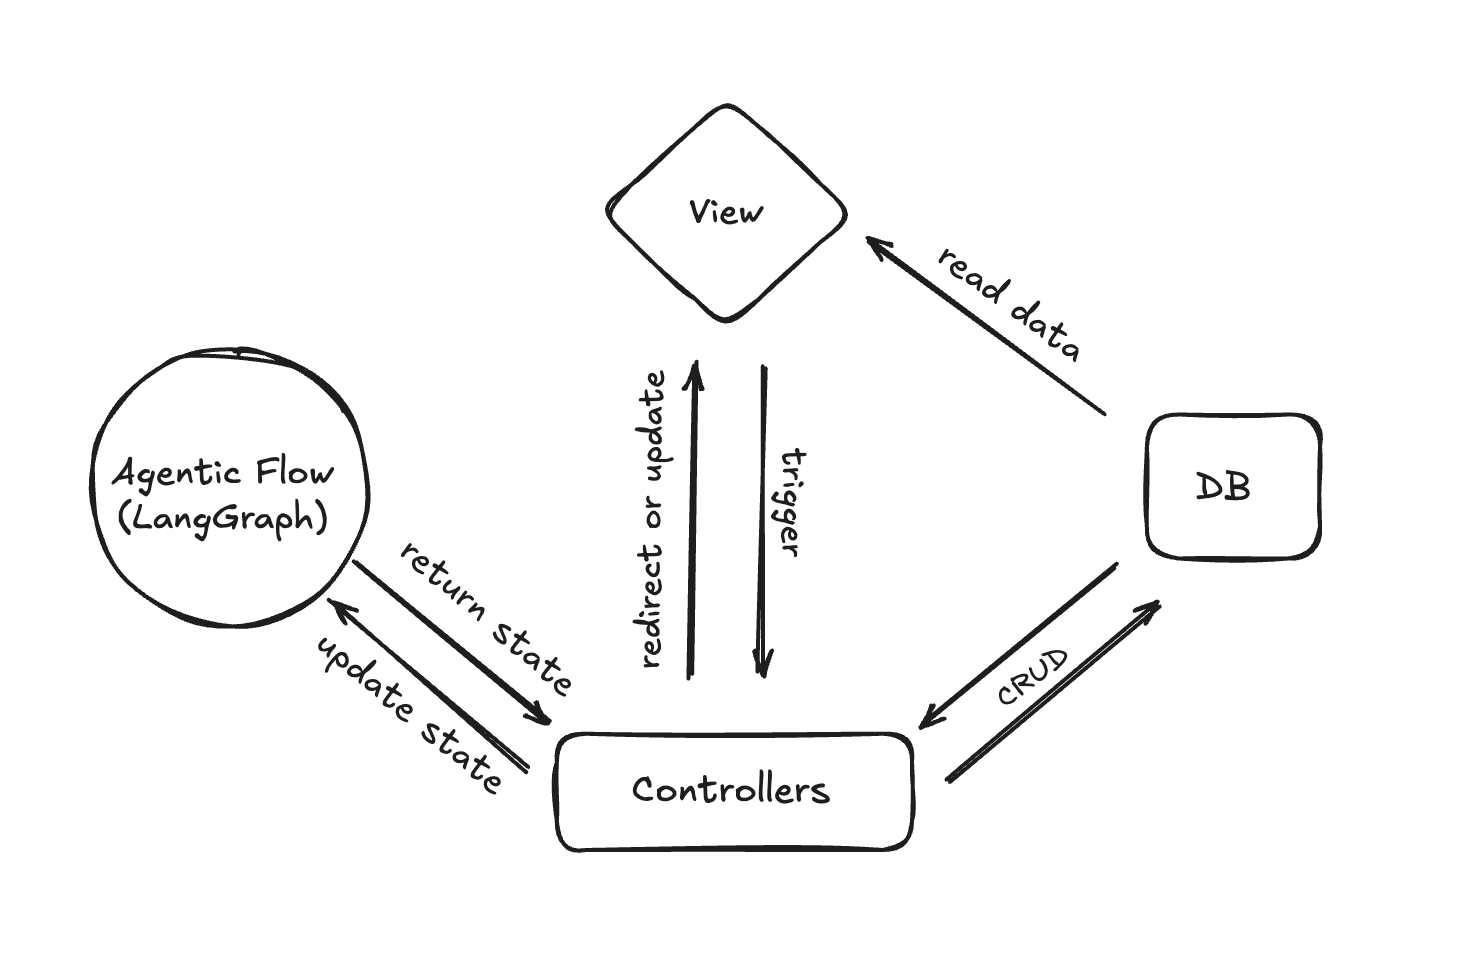 View
read data
redirect or update
trigger
Agentic Flow
(LangGraph)
DB
return state
update state
CRUD
Controllers